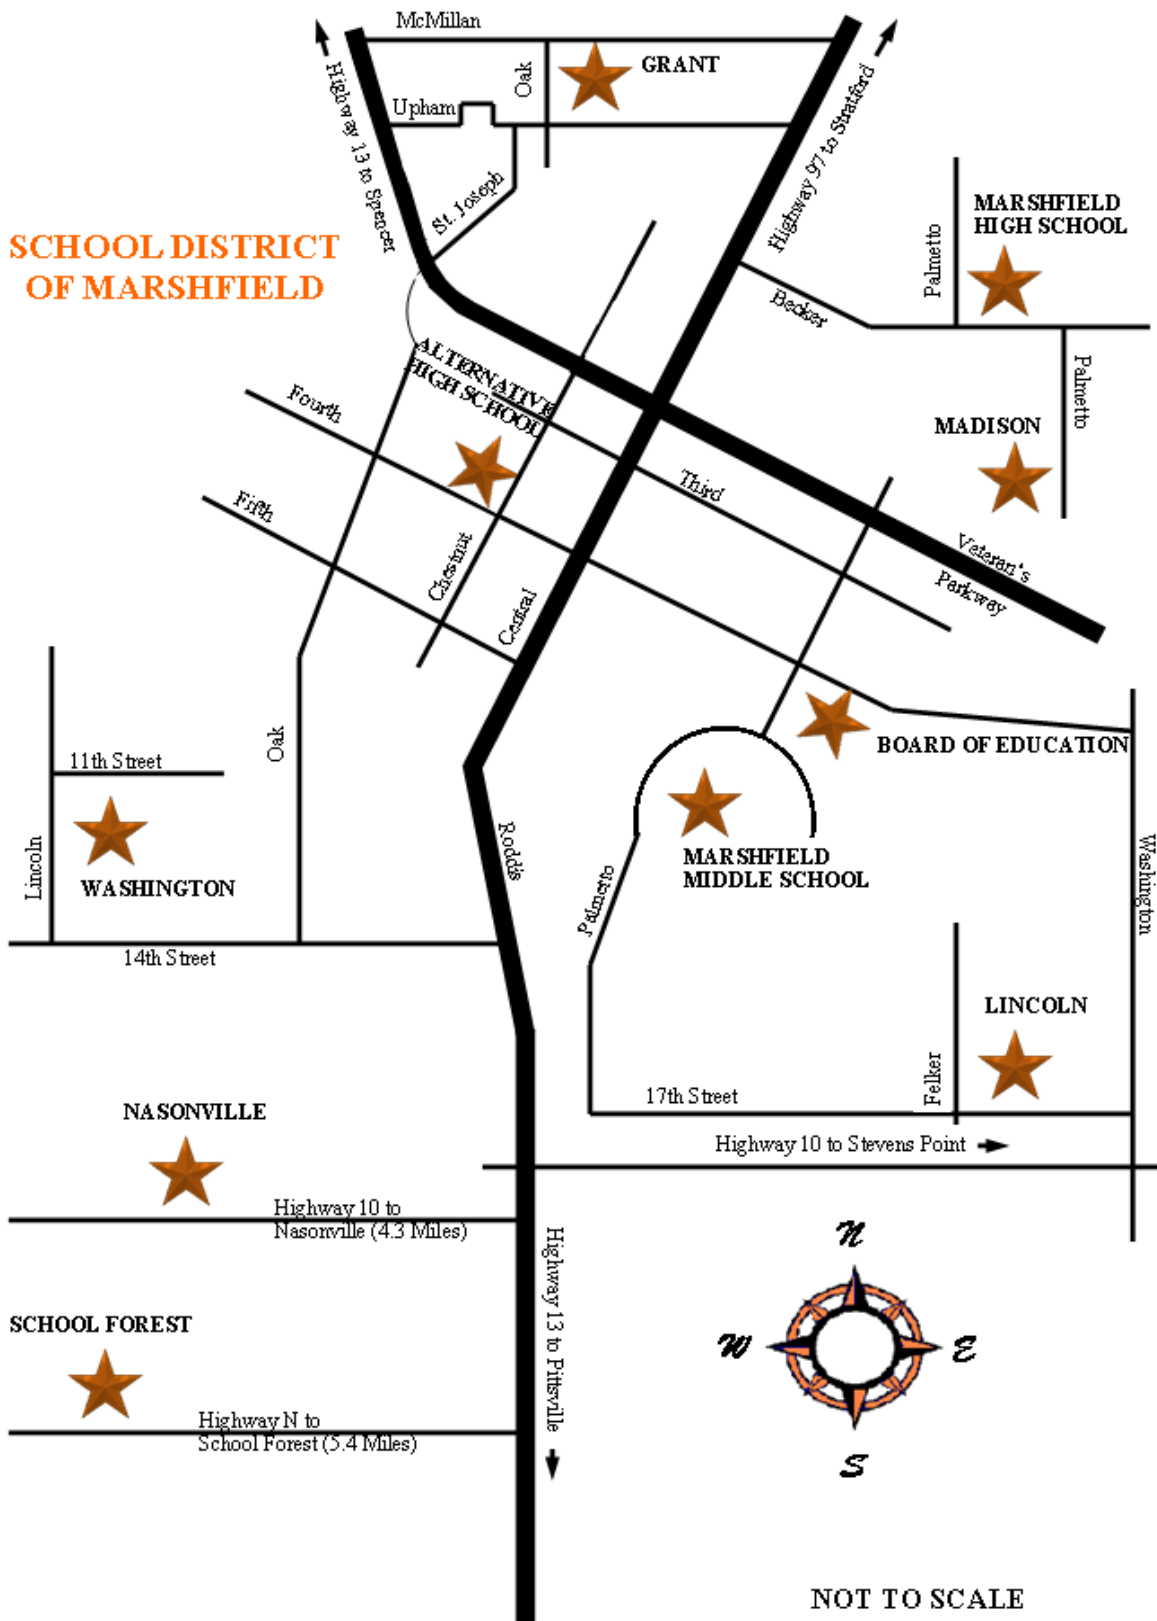 McMillan
GRANT
Oak
Upham
Highway 13 to Spencer
Highway 97 to Stratford
St. Joseph
MARSHFIELD
HIGH SCHOOL
Palmetto
SCHOOL DISTRICT
OF MARSHFIELD
Becker
ALTERNATIVE
HIGH SCHOOL
Palmetto
Fourth
MADISON
Third
Fifth
Chestnut
Veteran's
Parkway
Central
Oak
BOARD OF EDUCATION
11th Street
Lincoln
WASHINGTON
Roddis
MARSHFIELD
MIDDLE SCHOOL
Palmetto
Washington
14th Street
LINCOLN
Felker
17th Street
NASONVILLE
Highway 10 to Stevens Point
Highway 10 to
Nasonville (4.3 Miles)
Highway 13 to Pittsville
N
W
E
S
SCHOOL FOREST
Highway N to
School Forest (5.4 Miles)
NOT TO SCALE